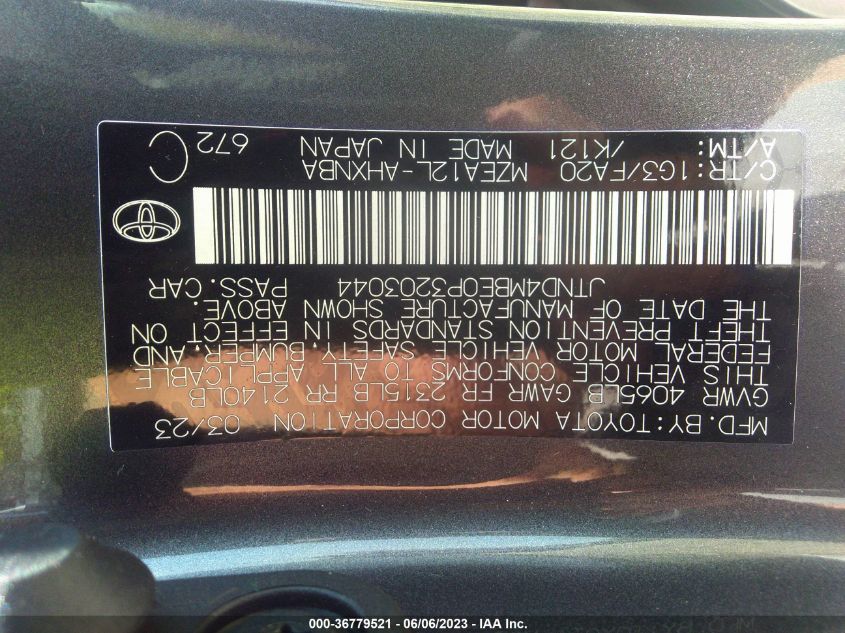 MFD.BY:TOYOTA MOTOR CORPORATION 03/23
GVWR 4065LB GAWR FR 2315LB RR 2140LB
THIS VEHICLE CONFORMS TO ALL APPLICABLE
FEDERAL MOTOR VEHICLE SAFETY,BUMPER,AND
THEFT PREVENTION STANDARDS IN EFFECT ON
THE DATE OF MANUFACTURE SHOWN ABOVE.
JTND4MBE0P3203044 PASS.CAR
C/TR:1G3/FA20 MZEA12L-AHXNBA
A/TM: /K121 MADE IN JAPAN 672 C
000-36779521 - 06/06/2023 - IAA Inc.